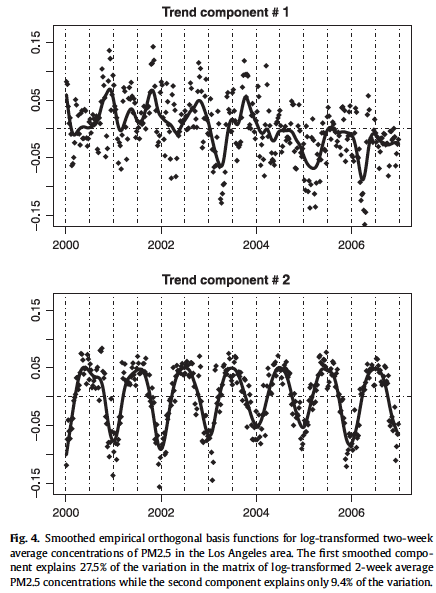 Trend component # 1
0.15
0.05
−0.05
−0.15
2000
2002
2004
2006
Trend component # 2
0.15
0.05
−0.05
−0.15
2000
2002
2004
2006
Fig. 4. Smoothed empirical orthogonal basis functions for log-transformed two-week
average concentrations of PM2.5 in the Los Angeles area. The first smoothed compo-
nent explains 27.5% of the variation in the matrix of log-transformed 2-week average
PM2.5 concentrations while the second component explains only 9.4% of the variation.